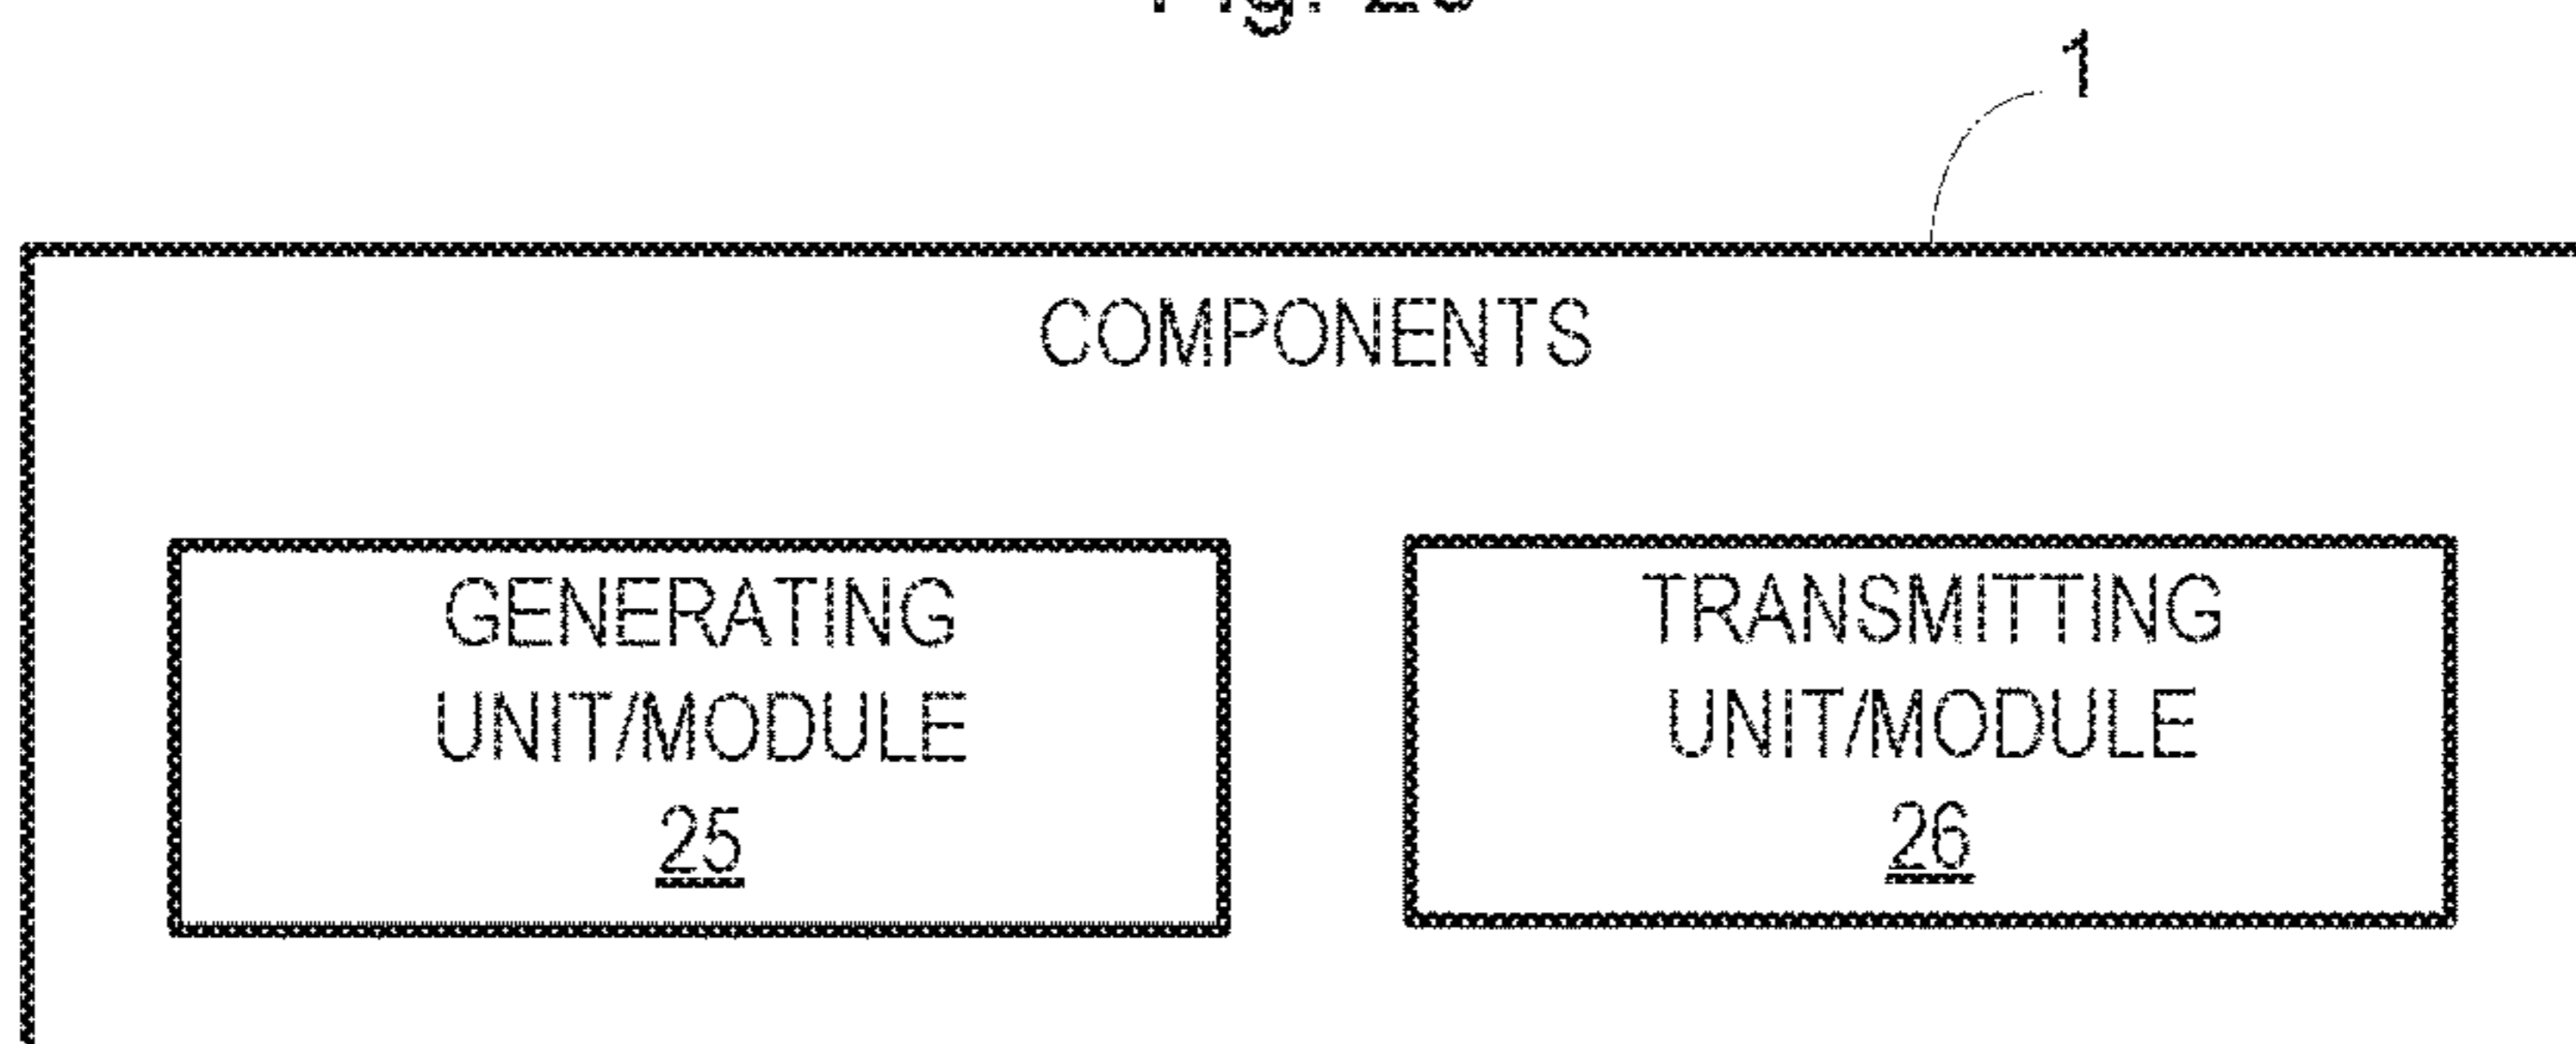 1
COMPONENTS
GENERATING
UNIT/MODULE
25
TRANSMITTING
UNIT/MODULE
26